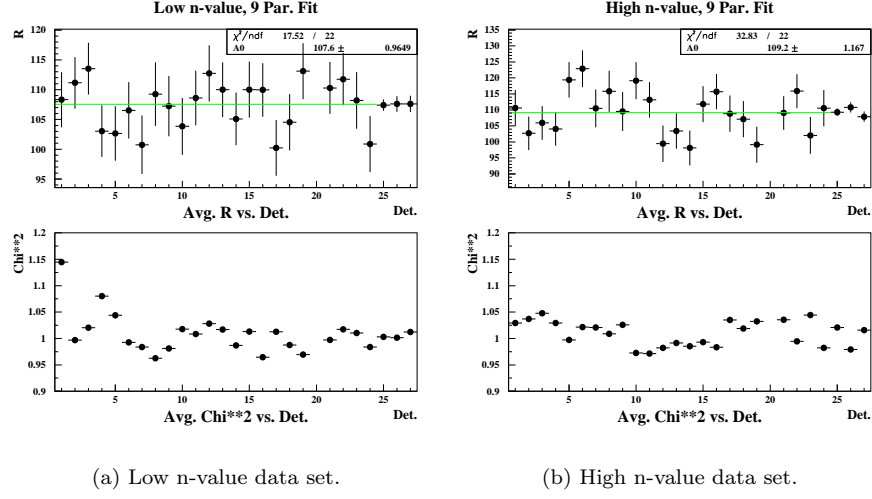 Low n-value, 9 Par. Fit
R
χ²/ndf 17.52 / 22
A0 107.6 ± 0.9649
120
115
110
105
100
95
5 10 15 20 25
Avg. R vs. Det.
Det.
Chi**2
1.2
1.15
1.1
1.05
1
0.95
0.9
5 10 15 20 25
Avg. Chi**2 vs. Det.
Det.
(a) Low n-value data set.
High n-value, 9 Par. Fit
R
χ²/ndf 32.83 / 22
A0 109.2 ± 1.167
135
130
125
120
115
110
105
100
95
90
5 10 15 20 25
Avg. R vs. Det.
Det.
Chi**2
1.2
1.15
1.1
1.05
1
0.95
0.9
5 10 15 20 25
Avg. Chi**2 vs. Det.
Det.
(b) High n-value data set.